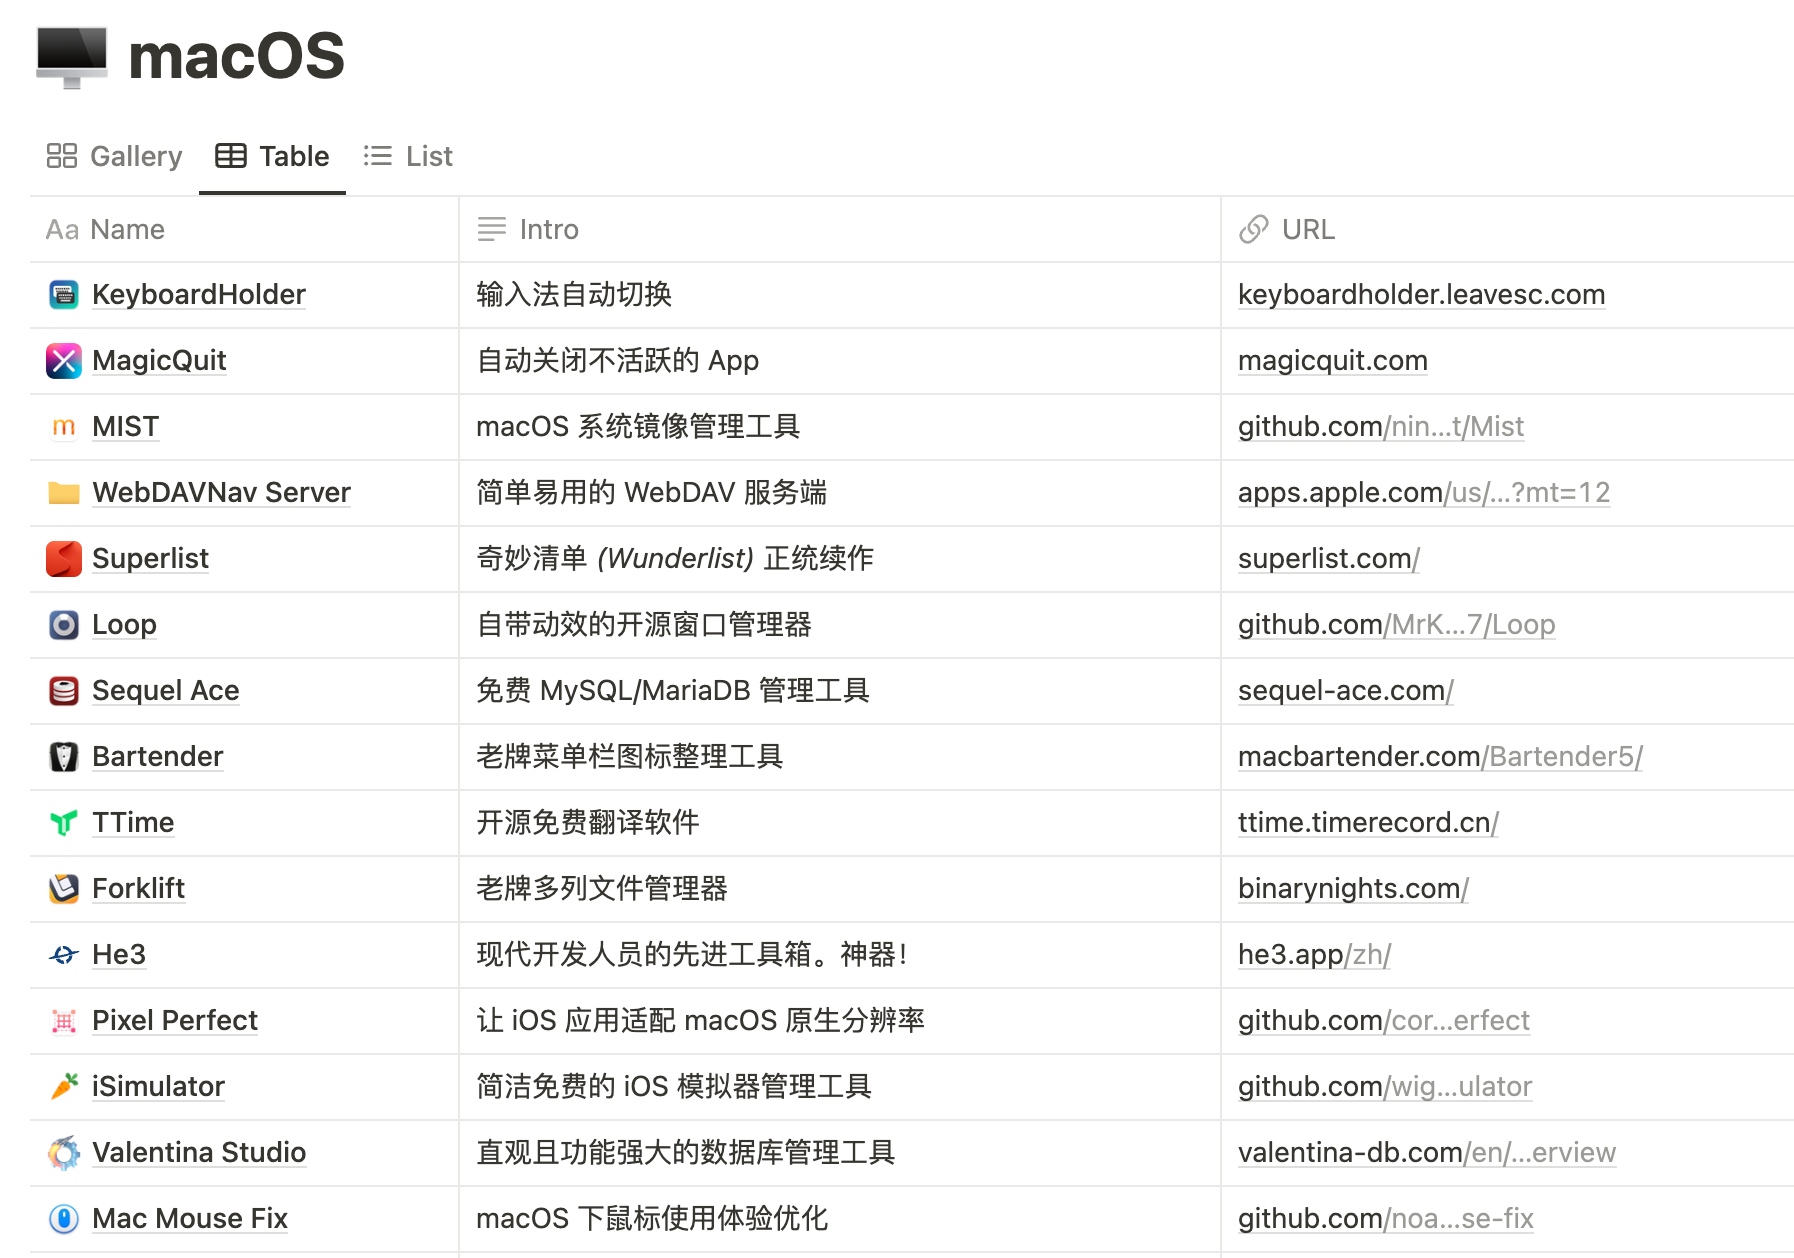 macOS
Gallery Table List
Aa Name Intro URL
KeyboardHolder 输入法自动切换 keyboardholder.leavesc.com
MagicQuit 自动关闭不活跃的 App magicquit.com
MIST macOS 系统镜像管理工具 github.com/nin...t/Mist
WebDAVNav Server 简单易用的 WebDAV 服务端 apps.apple.com/us/...?mt=12
Superlist 奇妙清单 (Wunderlist) 正统续作 superlist.com/
Loop 自带动效的开源窗口管理器 github.com/MrK...7/Loop
Sequel Ace 免费 MySQL/MariaDB 管理工具 sequel-ace.com/
Bartender 老牌菜单栏图标整理工具 macbartender.com/Bartender5/
TTime 开源免费翻译软件 ttime.timerecord.cn/
Forklift 老牌多列文件管理器 binarynights.com/
He3 现代开发人员的先进工具箱。神器！ he3.app/zh/
Pixel Perfect 让 iOS 应用适配 macOS 原生分辨率 github.com/cor...erfect
iSimulator 简洁免费的 iOS 模拟器管理工具 github.com/wig...ulator
Valentina Studio 直观且功能强大的数据库管理工具 valentina-db.com/en/...erview
Mac Mouse Fix macOS 下鼠标使用体验优化 github.com/noa...se-fix